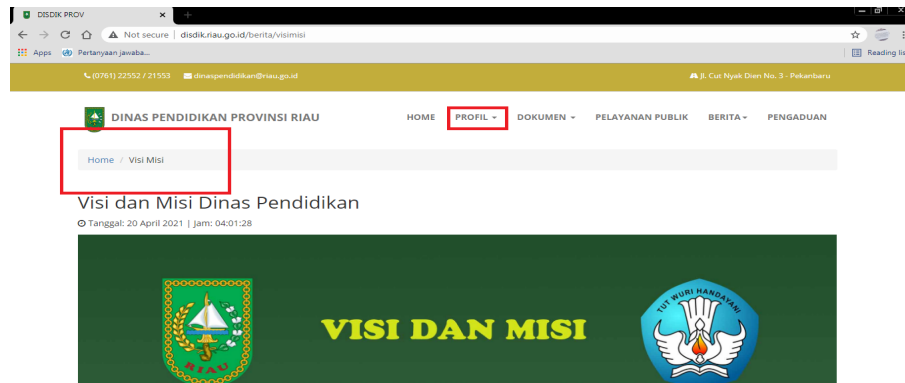 DISDIK PROV
Not secure | disdik.riau.go.id/berita/visimisi
Apps Pertanyaan jawaba... Reading lis
(0761) 22552 / 21553 dinaspendidikan@riau.go.id Jl. Cut Nyak Dien No. 3 - Pekanbaru
DINAS PENDIDIKAN PROVINSI RIAU HOME PROFIL DOKUMEN PELAYANAN PUBLIK BERITA PENGADUAN
Home / Visi Misi
Visi dan Misi Dinas Pendidikan
Tanggal: 20 April 2021 | Jam: 04:01:28
TUT WURI HANDAYANI
VISI DAN MISI
RIAU